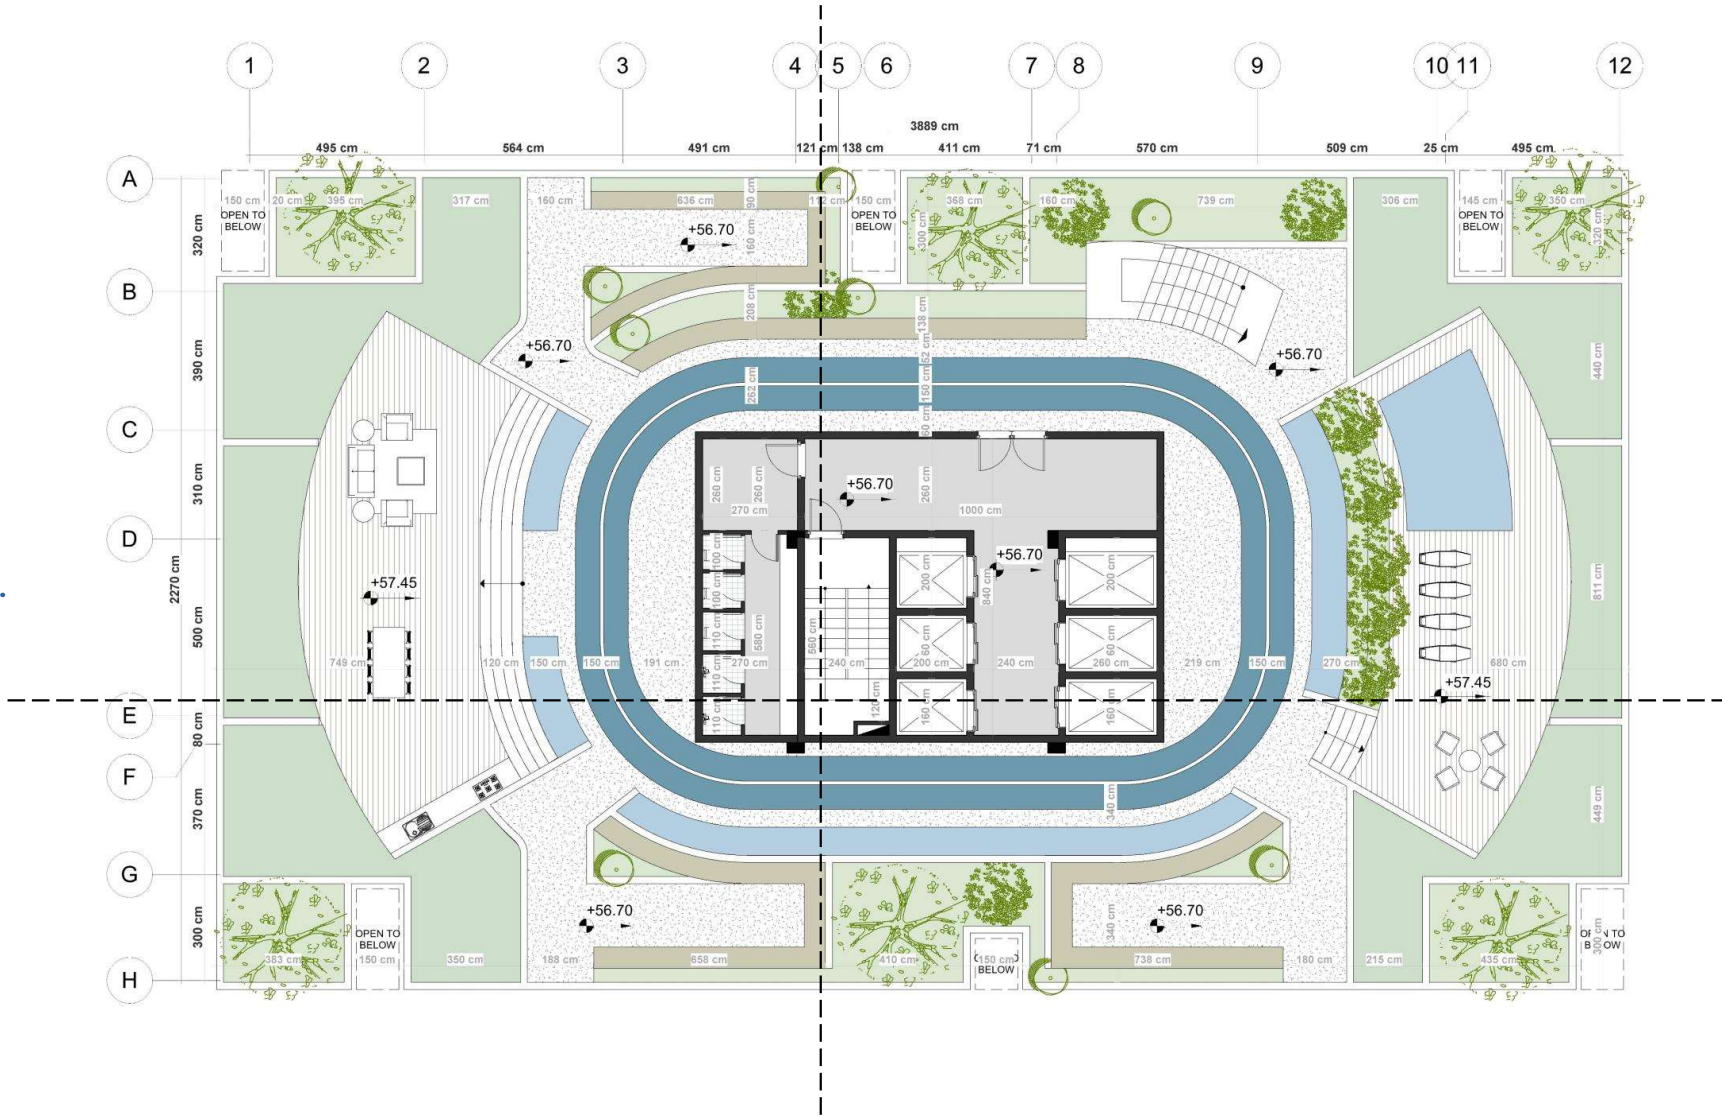 1 2 3 4 5 6 7 8 9 10 11 12
3889 cm
495 cm 564 cm 491 cm 121 cm 138 cm 411 cm 71 cm 570 cm 509 cm 25 cm 495 cm
A
150 cm 20 cm 395 cm 317 cm 160 cm 636 cm 90 cm 112 cm 150 cm 368 cm 160 cm 739 cm 306 cm 145 cm 350 cm
OPEN TO
BELOW
OPEN TO
BELOW
OPEN TO
BELOW
320 cm
+56.70
160 cm
300 cm
320 cm
B
208 cm
138 cm
390 cm
+56.70
52 cm
+56.70
440 cm
262 cm
150 cm
C
60 cm
310 cm
260 cm
260 cm
+56.70
260 cm
270 cm
1000 cm
D
100 cm
+56.70
2270 cm
+57.45
100 cm
200 cm
840 cm
200 cm
811 cm
500 cm
110 cm
580 cm
560 cm
60 cm
60 cm
749 cm 120 cm 150 cm 150 cm 191 cm 270 cm 240 cm 200 cm 240 cm 260 cm 219 cm 150 cm 270 cm 680 cm
110 cm
+57.45
E
110 cm
120 cm
160 cm
160 cm
80 cm
F
370 cm
340 cm
449 cm
G
300 cm
+56.70
+56.70
340 cm
300 cm
OPEN TO
BELOW
383 cm 150 cm 350 cm 188 cm 658 cm 410 cm 150 cm 738 cm 180 cm 215 cm 435 cm
BELOW
H